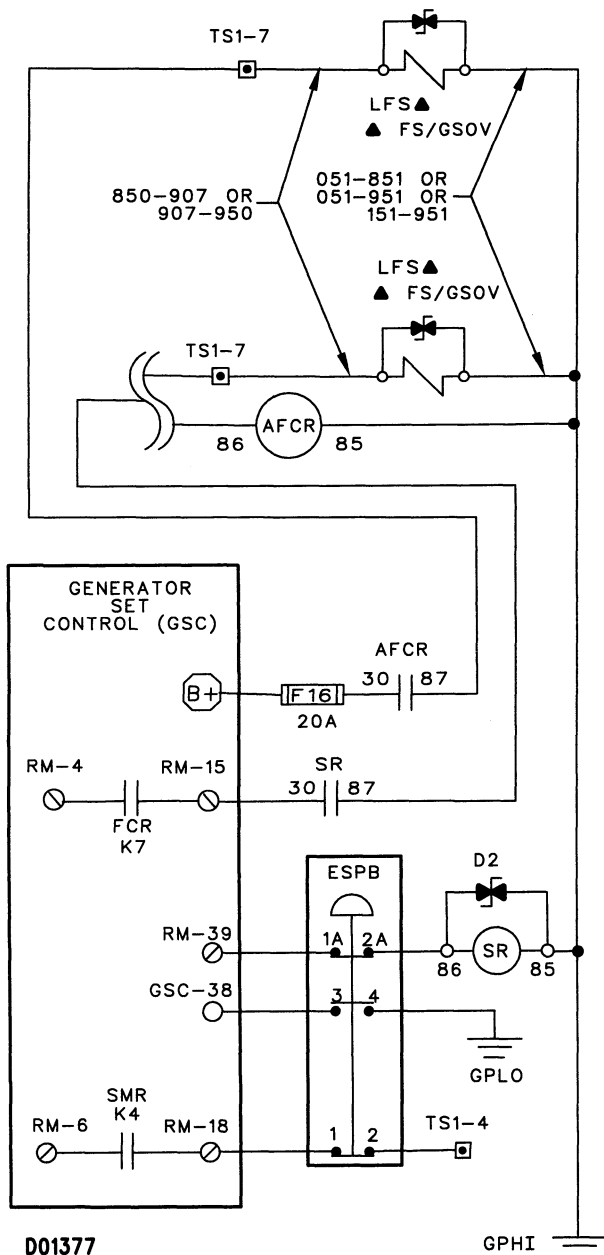 TS1-7
LFS▲
▲ FS/GSOV
850-907 OR
907-950
051-851 OR
051-951 OR
151-951
LFS▲
▲ FS/GSOV
TS1-7
AFCR
86
85
GENERATOR
SET
CONTROL (GSC)
AFCR
B+
F16
30
87
20A
RM-4
RM-15
SR
30
87
FCR
K7
ESPB
D2
RM-39
1A
2A
SR
86
85
GSC-38
3
4
GPLO
SMR
K4
RM-6
RM-18
1
2
TS1-4
D01377
GPHI